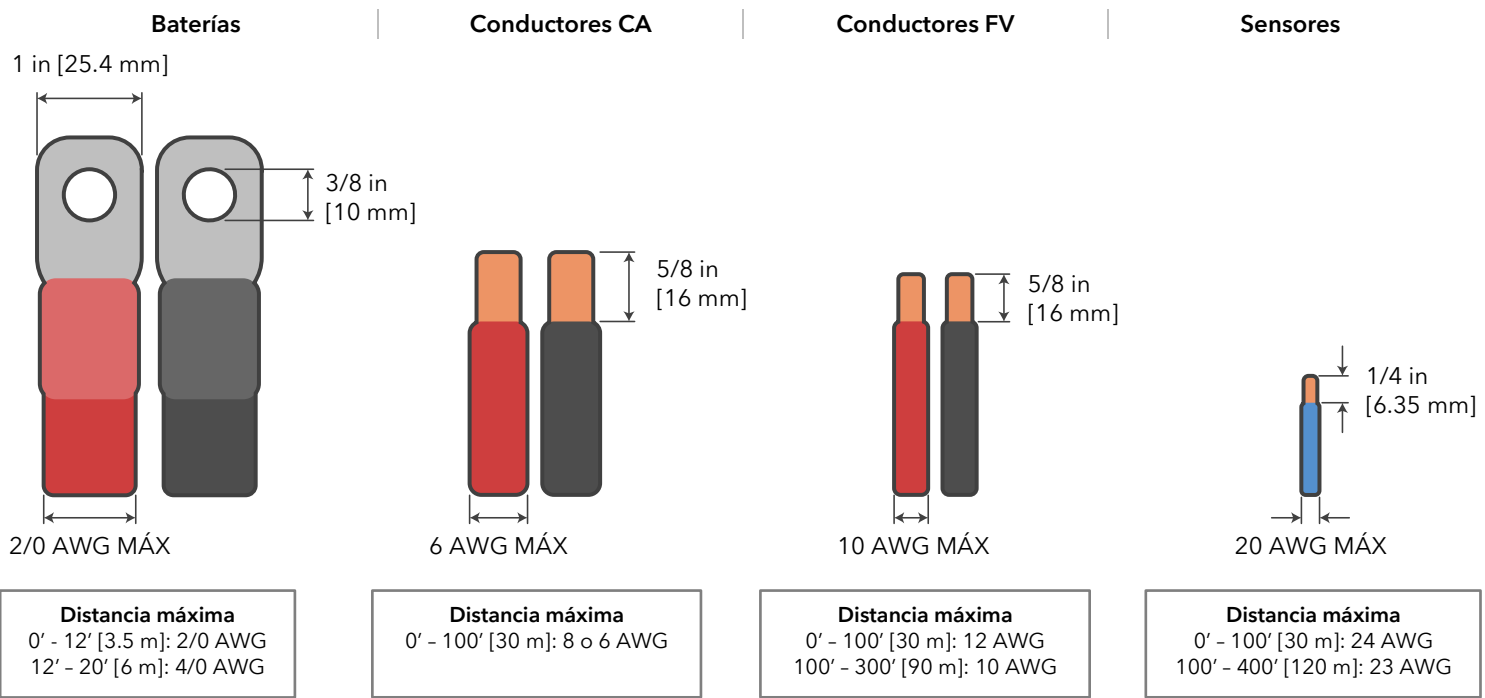 Baterías
Conductores CA
Conductores FV
Sensores
1 in [25.4 mm]
3/8 in
[10 mm]
5/8 in
[16 mm]
5/8 in
[16 mm]
1/4 in
[6.35 mm]
2/0 AWG MÁX
6 AWG MÁX
10 AWG MÁX
20 AWG MÁX
Distancia máxima
0' - 12' [3.5 m]: 2/0 AWG
12' – 20' [6 m]: 4/0 AWG
Distancia máxima
0' – 100' [30 m]: 8 o 6 AWG
Distancia máxima
0' – 100' [30 m]: 12 AWG
100' – 300' [90 m]: 10 AWG
Distancia máxima
0' – 100' [30 m]: 24 AWG
100' – 400' [120 m]: 23 AWG